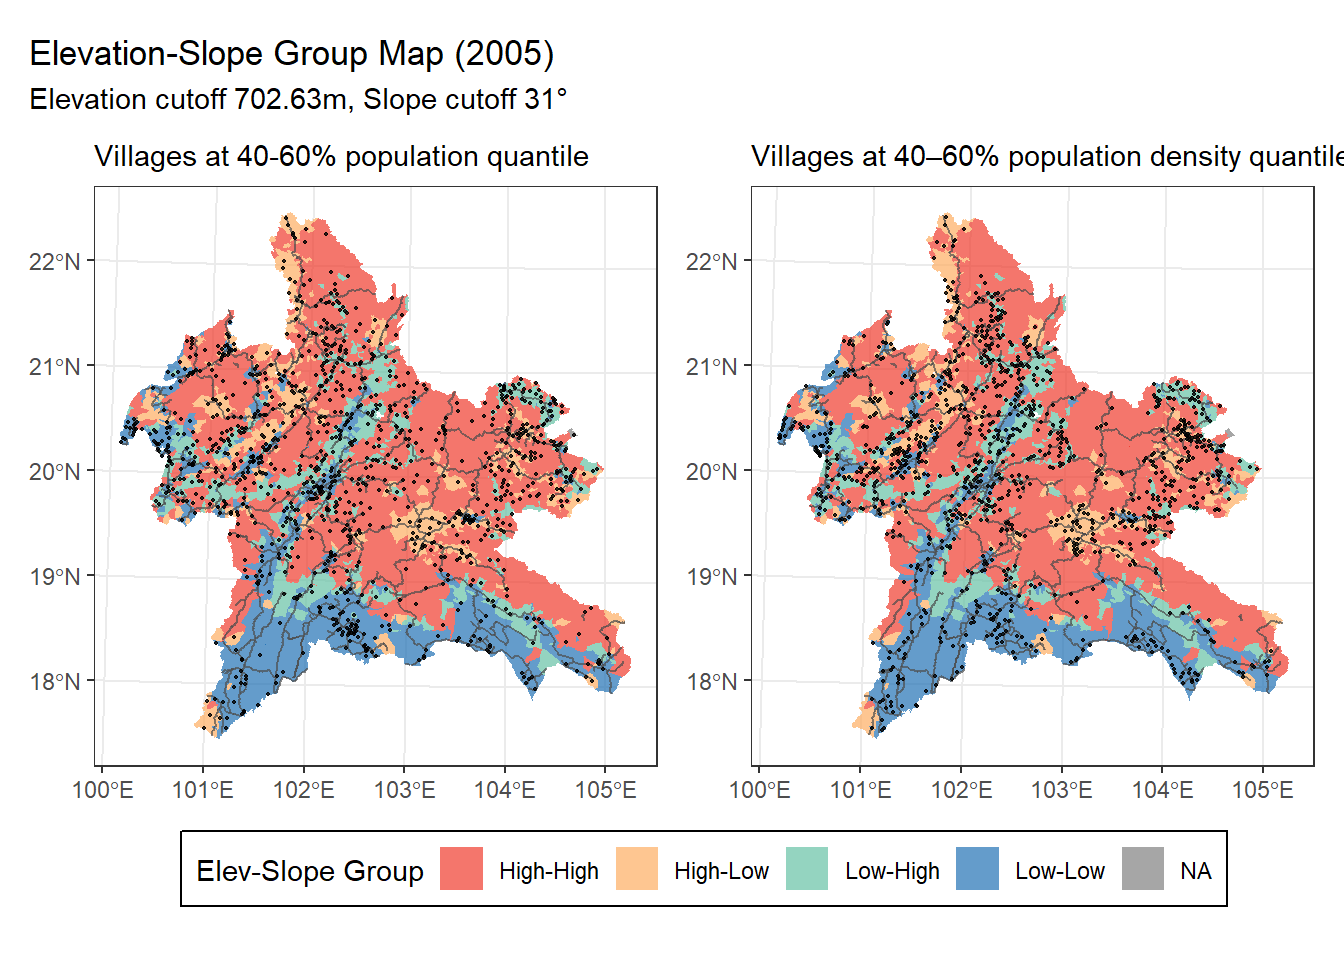 Elevation-Slope Group Map (2005)
Elevation cutoff 702.63m, Slope cutoff 31°
Villages at 40-60% population quantile
22°N
21°N
20°N
19°N
18°N
100°E 101°E 102°E 103°E 104°E 105°E
Villages at 40–60% population density quantile
22°N
21°N
20°N
19°N
18°N
100°E 101°E 102°E 103°E 104°E 105°E
Elev-Slope Group High-High High-Low Low-High Low-Low NA